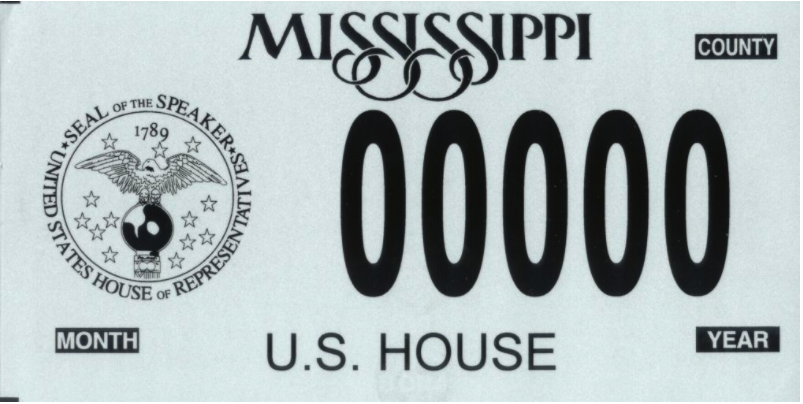 MISSISSIPPI
COUNTY
★SEAL OF THE SPEAKER★
UNITED STATES HOUSE OF REPRESENTATIVES
1789
00000
MONTH
U.S. HOUSE
YEAR